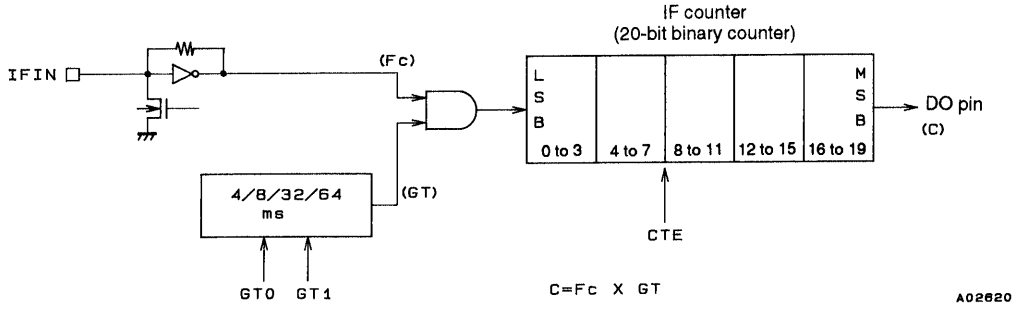 IF counter
(20-bit binary counter)
IFIN
(Fc)
L
S
B
M
S
B
0 to 3
4 to 7
8 to 11
12 to 15
16 to 19
DO pin
(C)
4/8/32/64
ms
(GT)
GT0
GT1
CTE
C=Fc X GT
A02620